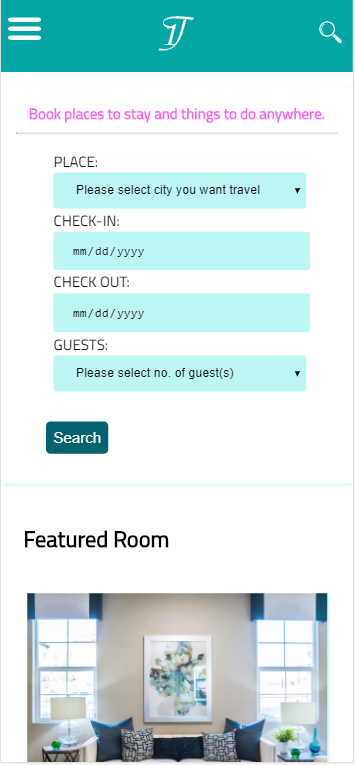 Book places to stay and things to do anywhere.
PLACE:
Please select city you want travel
CHECK-IN:
mm/dd/yyyy
CHECK OUT:
mm/dd/yyyy
GUESTS:
Please select no. of guest(s)
Search
Featured Room